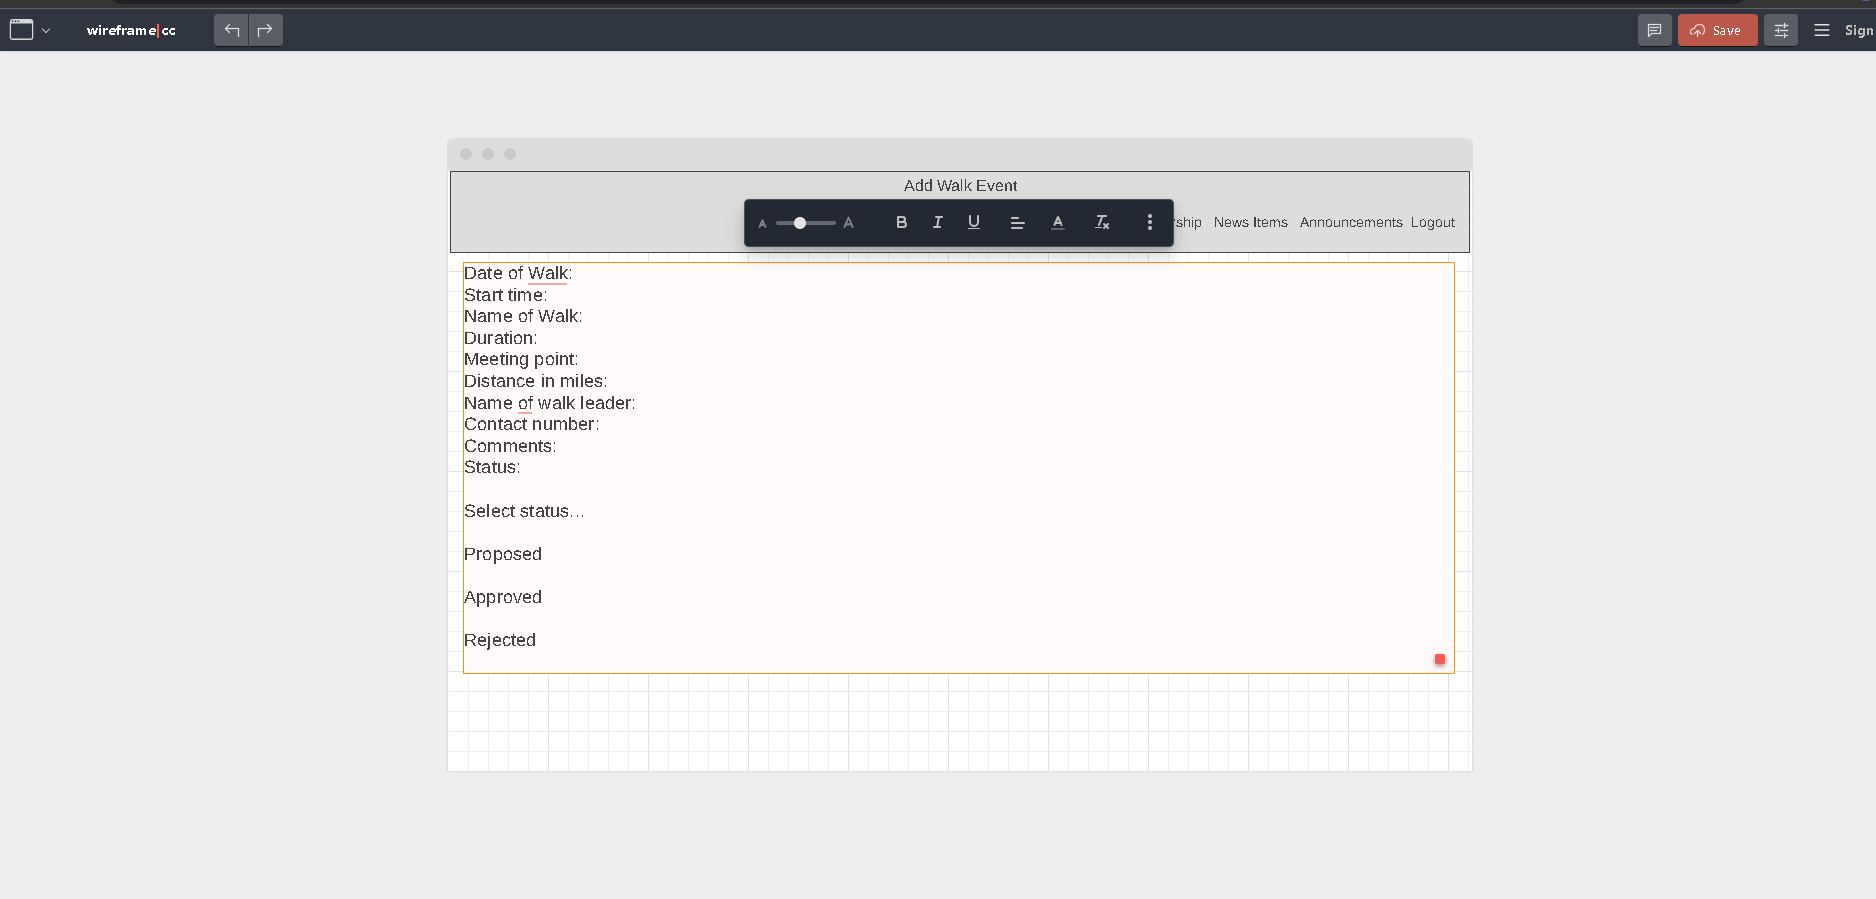 wireframe|cc
Save
Sign
Add Walk Event
News Items Announcements Logout
A A B I U A Tx
Date of Walk:
Start time:
Name of Walk:
Duration:
Meeting point:
Distance in miles:
Name of walk leader:
Contact number:
Comments:
Status:
Select status...
Proposed
Approved
Rejected